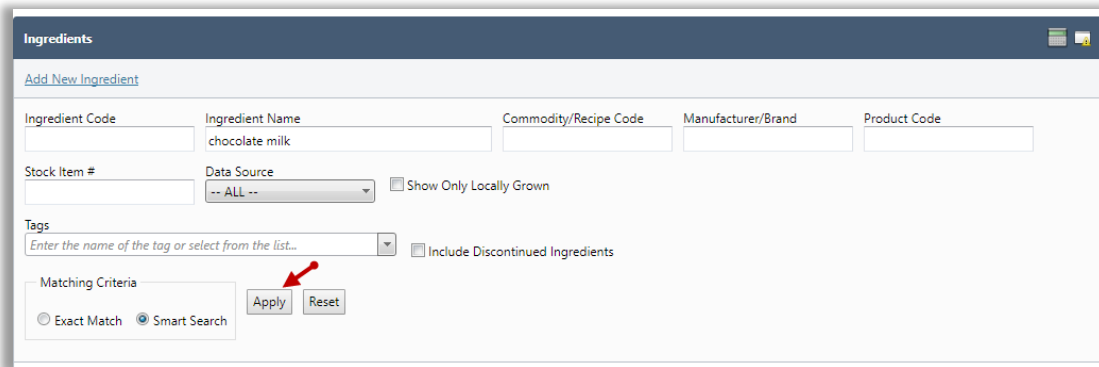 Ingredients
Add New Ingredient
Ingredient Code Ingredient Name Commodity/Recipe Code Manufacturer/Brand Product Code
chocolate milk
Stock Item # Data Source
-- ALL -- Show Only Locally Grown
Tags
Enter the name of the tag or select from the list... Include Discontinued Ingredients
Matching Criteria
Apply Reset
Exact Match Smart Search